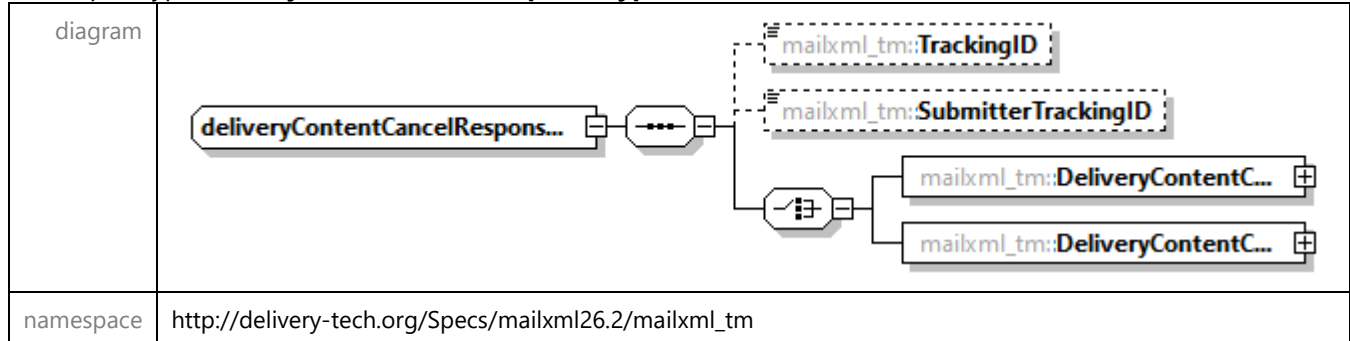 diagram
mailxml_tm::TrackingID
mailxml_tm::SubmitterTrackingID
deliveryContentCancelRespons...
mailxml_tm::DeliveryContentC...
mailxml_tm::DeliveryContentC...
namespace http://delivery-tech.org/Specs/mailxml26.2/mailxml_tm